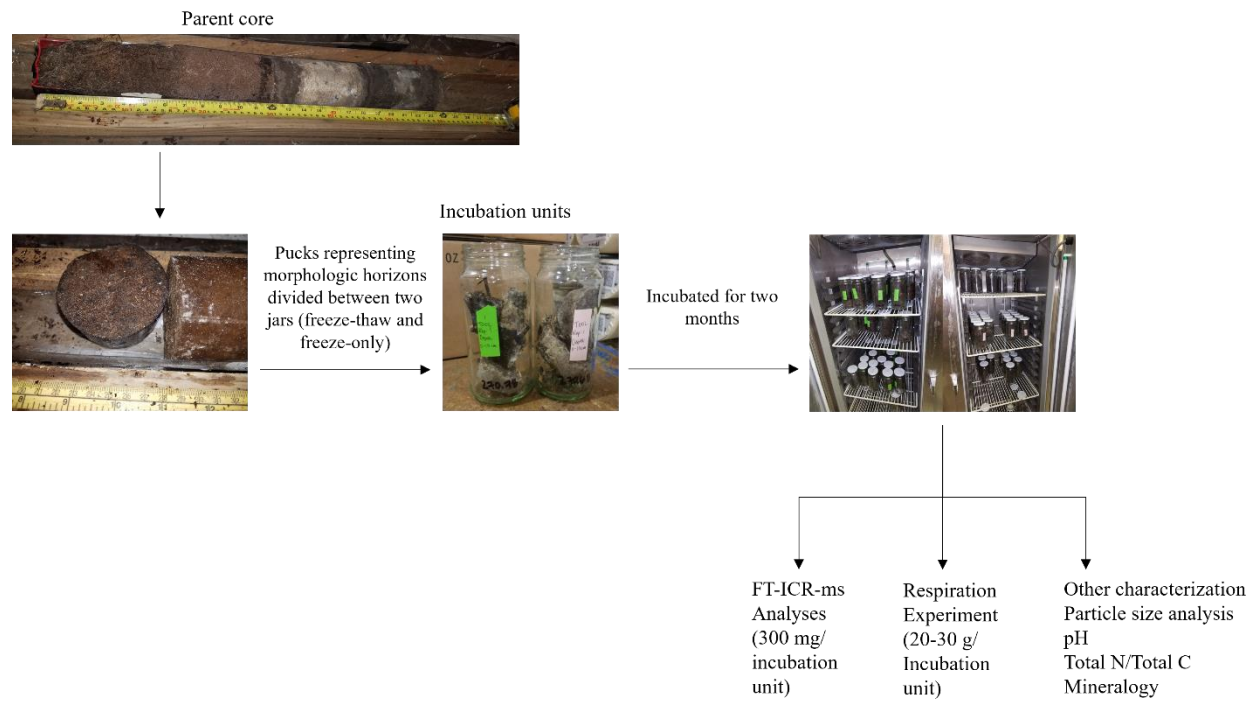 Parent core
Incubation units
Pucks representing
morphologic horizons
divided between two
jars (freeze-thaw and
freeze-only)
Incubated for two
months
FT-ICR-ms
Analyses
(300 mg/
incubation
unit)
Respiration
Experiment
(20-30 g/
Incubation
unit)
Other characterization
Particle size analysis
pH
Total N/Total C
Mineralogy